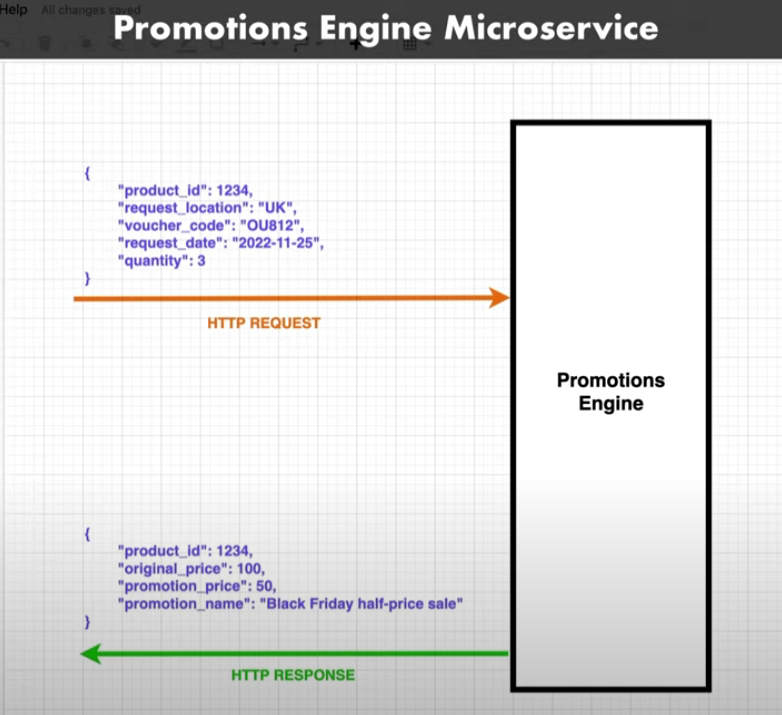 Help All changes saved
Promotions Engine Microservice
{
"product_id": 1234,
"request_location": "UK",
"voucher_code": "OU812",
"request_date": "2022-11-25",
"quantity": 3
}
HTTP REQUEST
Promotions
Engine
{
"product_id": 1234,
"original_price": 100,
"promotion_price": 50,
"promotion_name": "Black Friday half-price sale"
}
HTTP RESPONSE